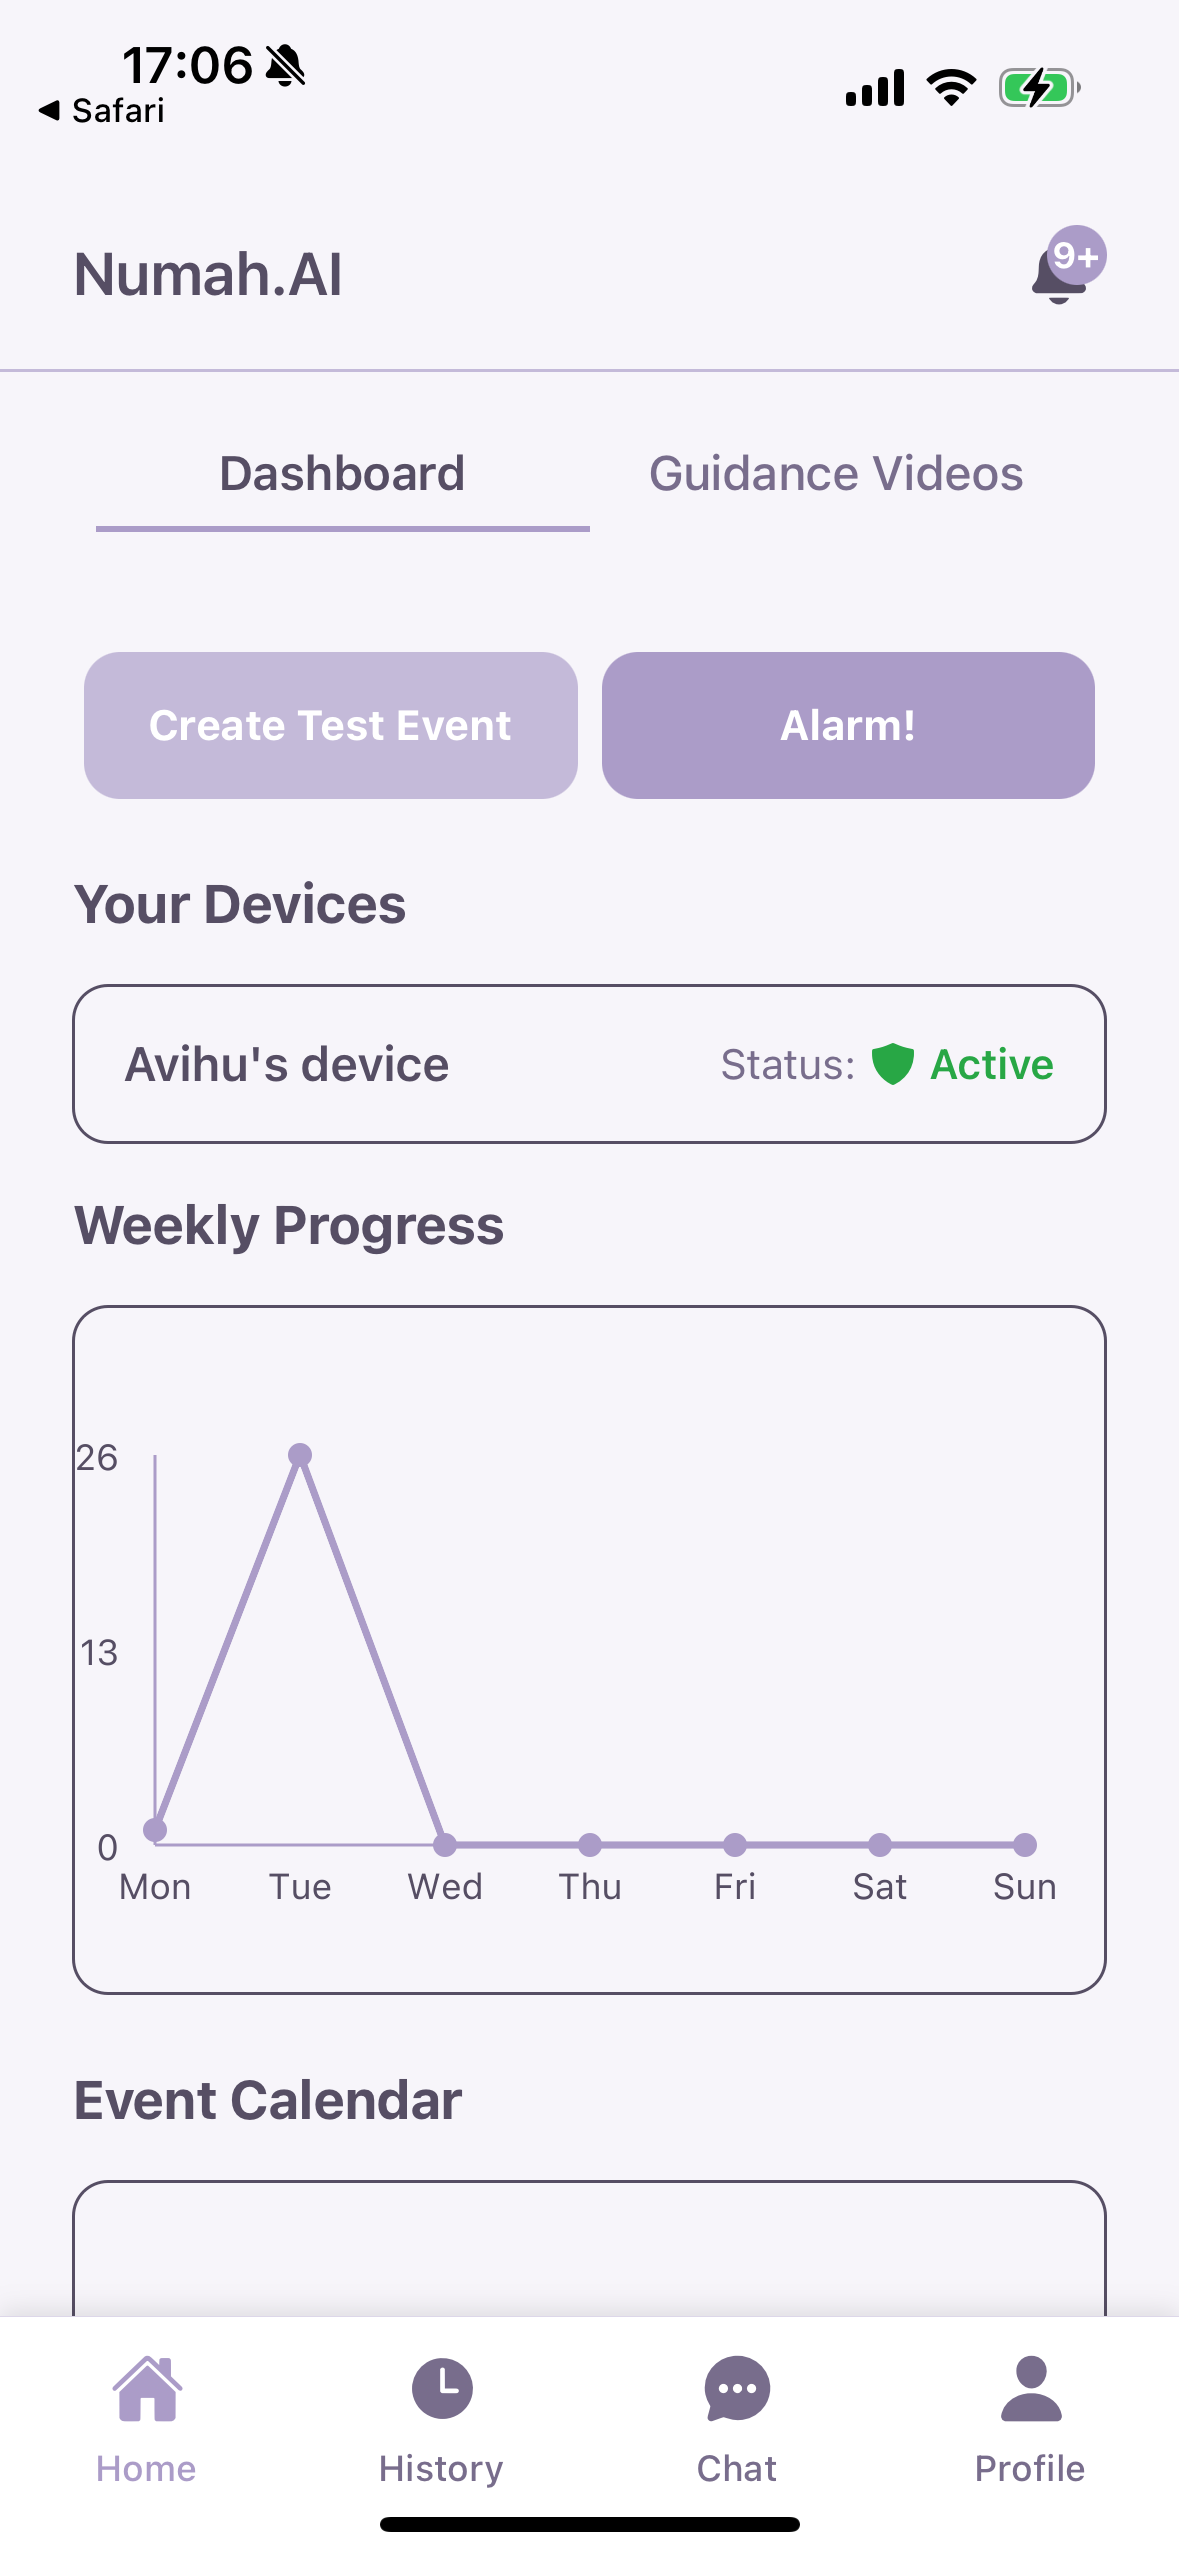 17:06
Safari
Numah.AI
9+
Dashboard
Guidance Videos
Create Test Event
Alarm!
Your Devices
Avihu's device
Status: Active
Weekly Progress
26
13
0
Mon Tue Wed Thu Fri Sat Sun
Event Calendar
Home
History
Chat
Profile